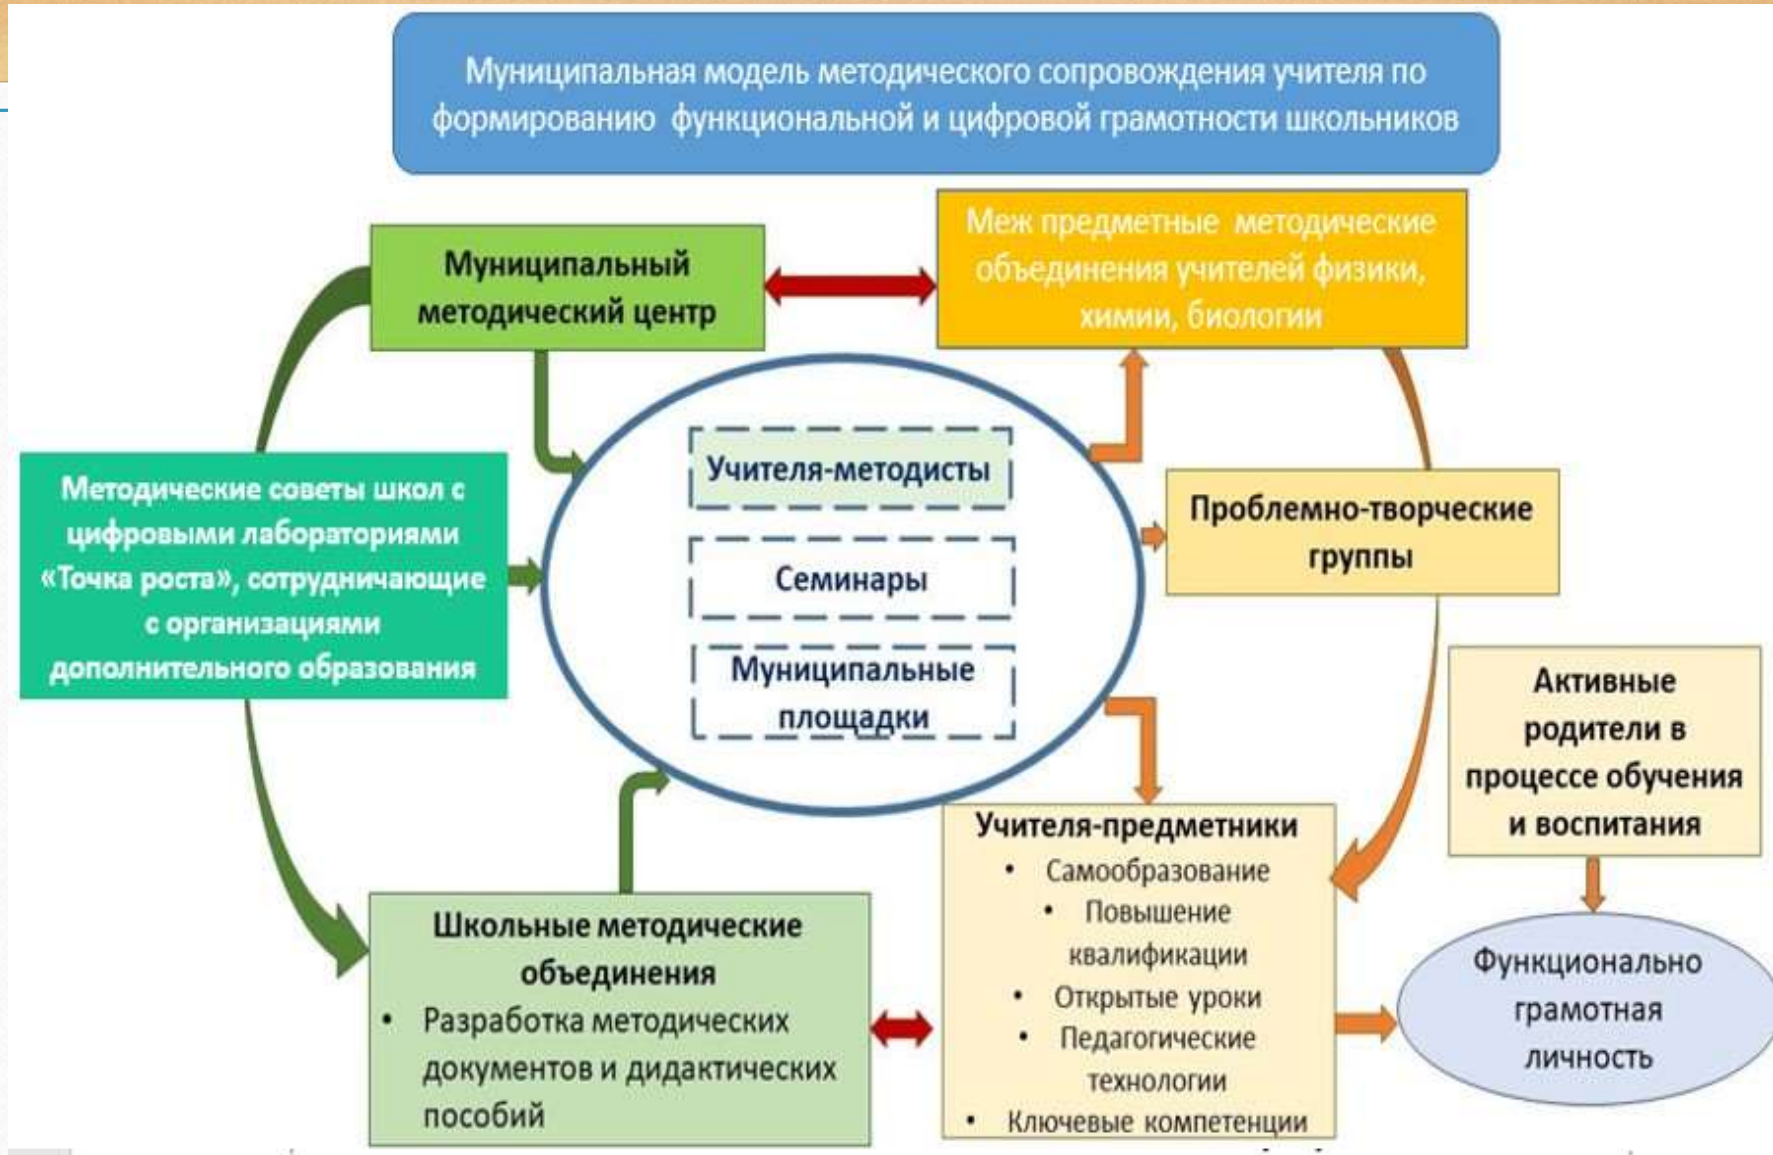 Муниципальная модель методического сопровождения учителя по
формированию функциональной и цифровой грамотности школьников
Муниципальный
методический центр
Меж предметные методические
объединения учителей физики,
химии, биологии
Методические советы школ с
цифровыми лабораториями
«Точка роста», сотрудничающие
с организациями
дополнительного образования
Учителя-методисты
Семинары
Муниципальные
площадки
Проблемно-творческие
группы
Активные
родители в
процессе обучения
и воспитания
Школьные методические
объединения
• Разработка методических
документов и дидактических
пособий
Учителя-предметники
• Самообразование
• Повышение
квалификации
• Открытые уроки
• Педагогические
технологии
• Ключевые компетенции
Функционально
грамотная
личность